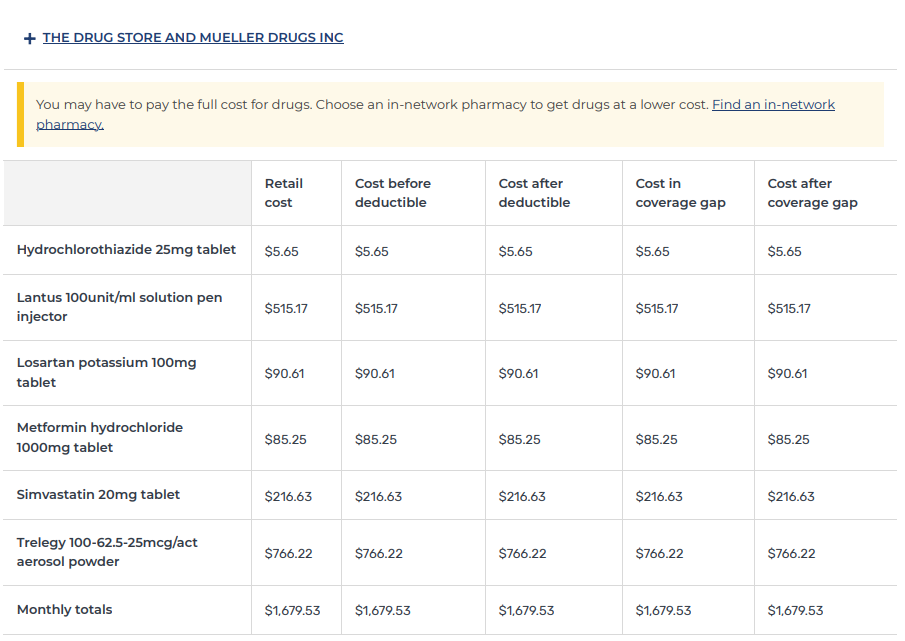 + THE DRUG STORE AND MUELLER DRUGS INC
You may have to pay the full cost for drugs. Choose an in-network pharmacy to get drugs at a lower cost. Find an in-network
pharmacy.
Retail cost Cost before deductible Cost after deductible Cost in coverage gap Cost after coverage gap
Hydrochlorothiazide 25mg tablet $5.65 $5.65 $5.65 $5.65 $5.65
Lantus 100unit/ml solution pen injector $515.17 $515.17 $515.17 $515.17 $515.17
Losartan potassium 100mg tablet $90.61 $90.61 $90.61 $90.61 $90.61
Metformin hydrochloride 1000mg tablet $85.25 $85.25 $85.25 $85.25 $85.25
Simvastatin 20mg tablet $216.63 $216.63 $216.63 $216.63 $216.63
Trelegy 100-62.5-25mcg/act aerosol powder $766.22 $766.22 $766.22 $766.22 $766.22
Monthly totals $1,679.53 $1,679.53 $1,679.53 $1,679.53 $1,679.53